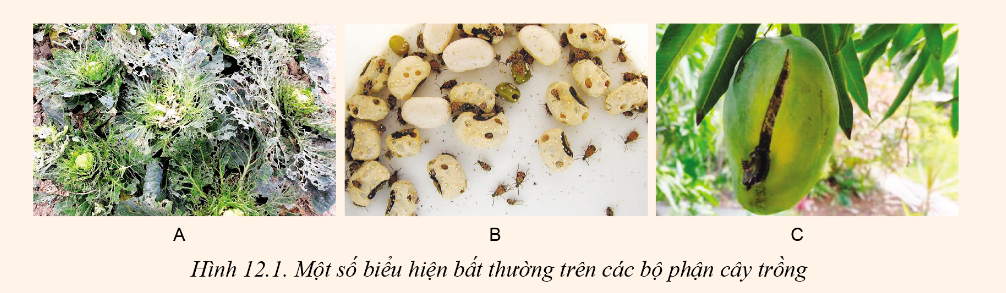 A
B
C
Hình 12.1. Một số biểu hiện bất thường trên các bộ phận cây trồng